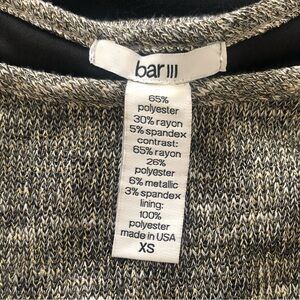 bar III
65%
polyester
30% rayon
5% spandex
contrast:
65% rayon
26%
polyester
6% metallic
3% spandex
lining:
100%
polyester
made in USA
XS